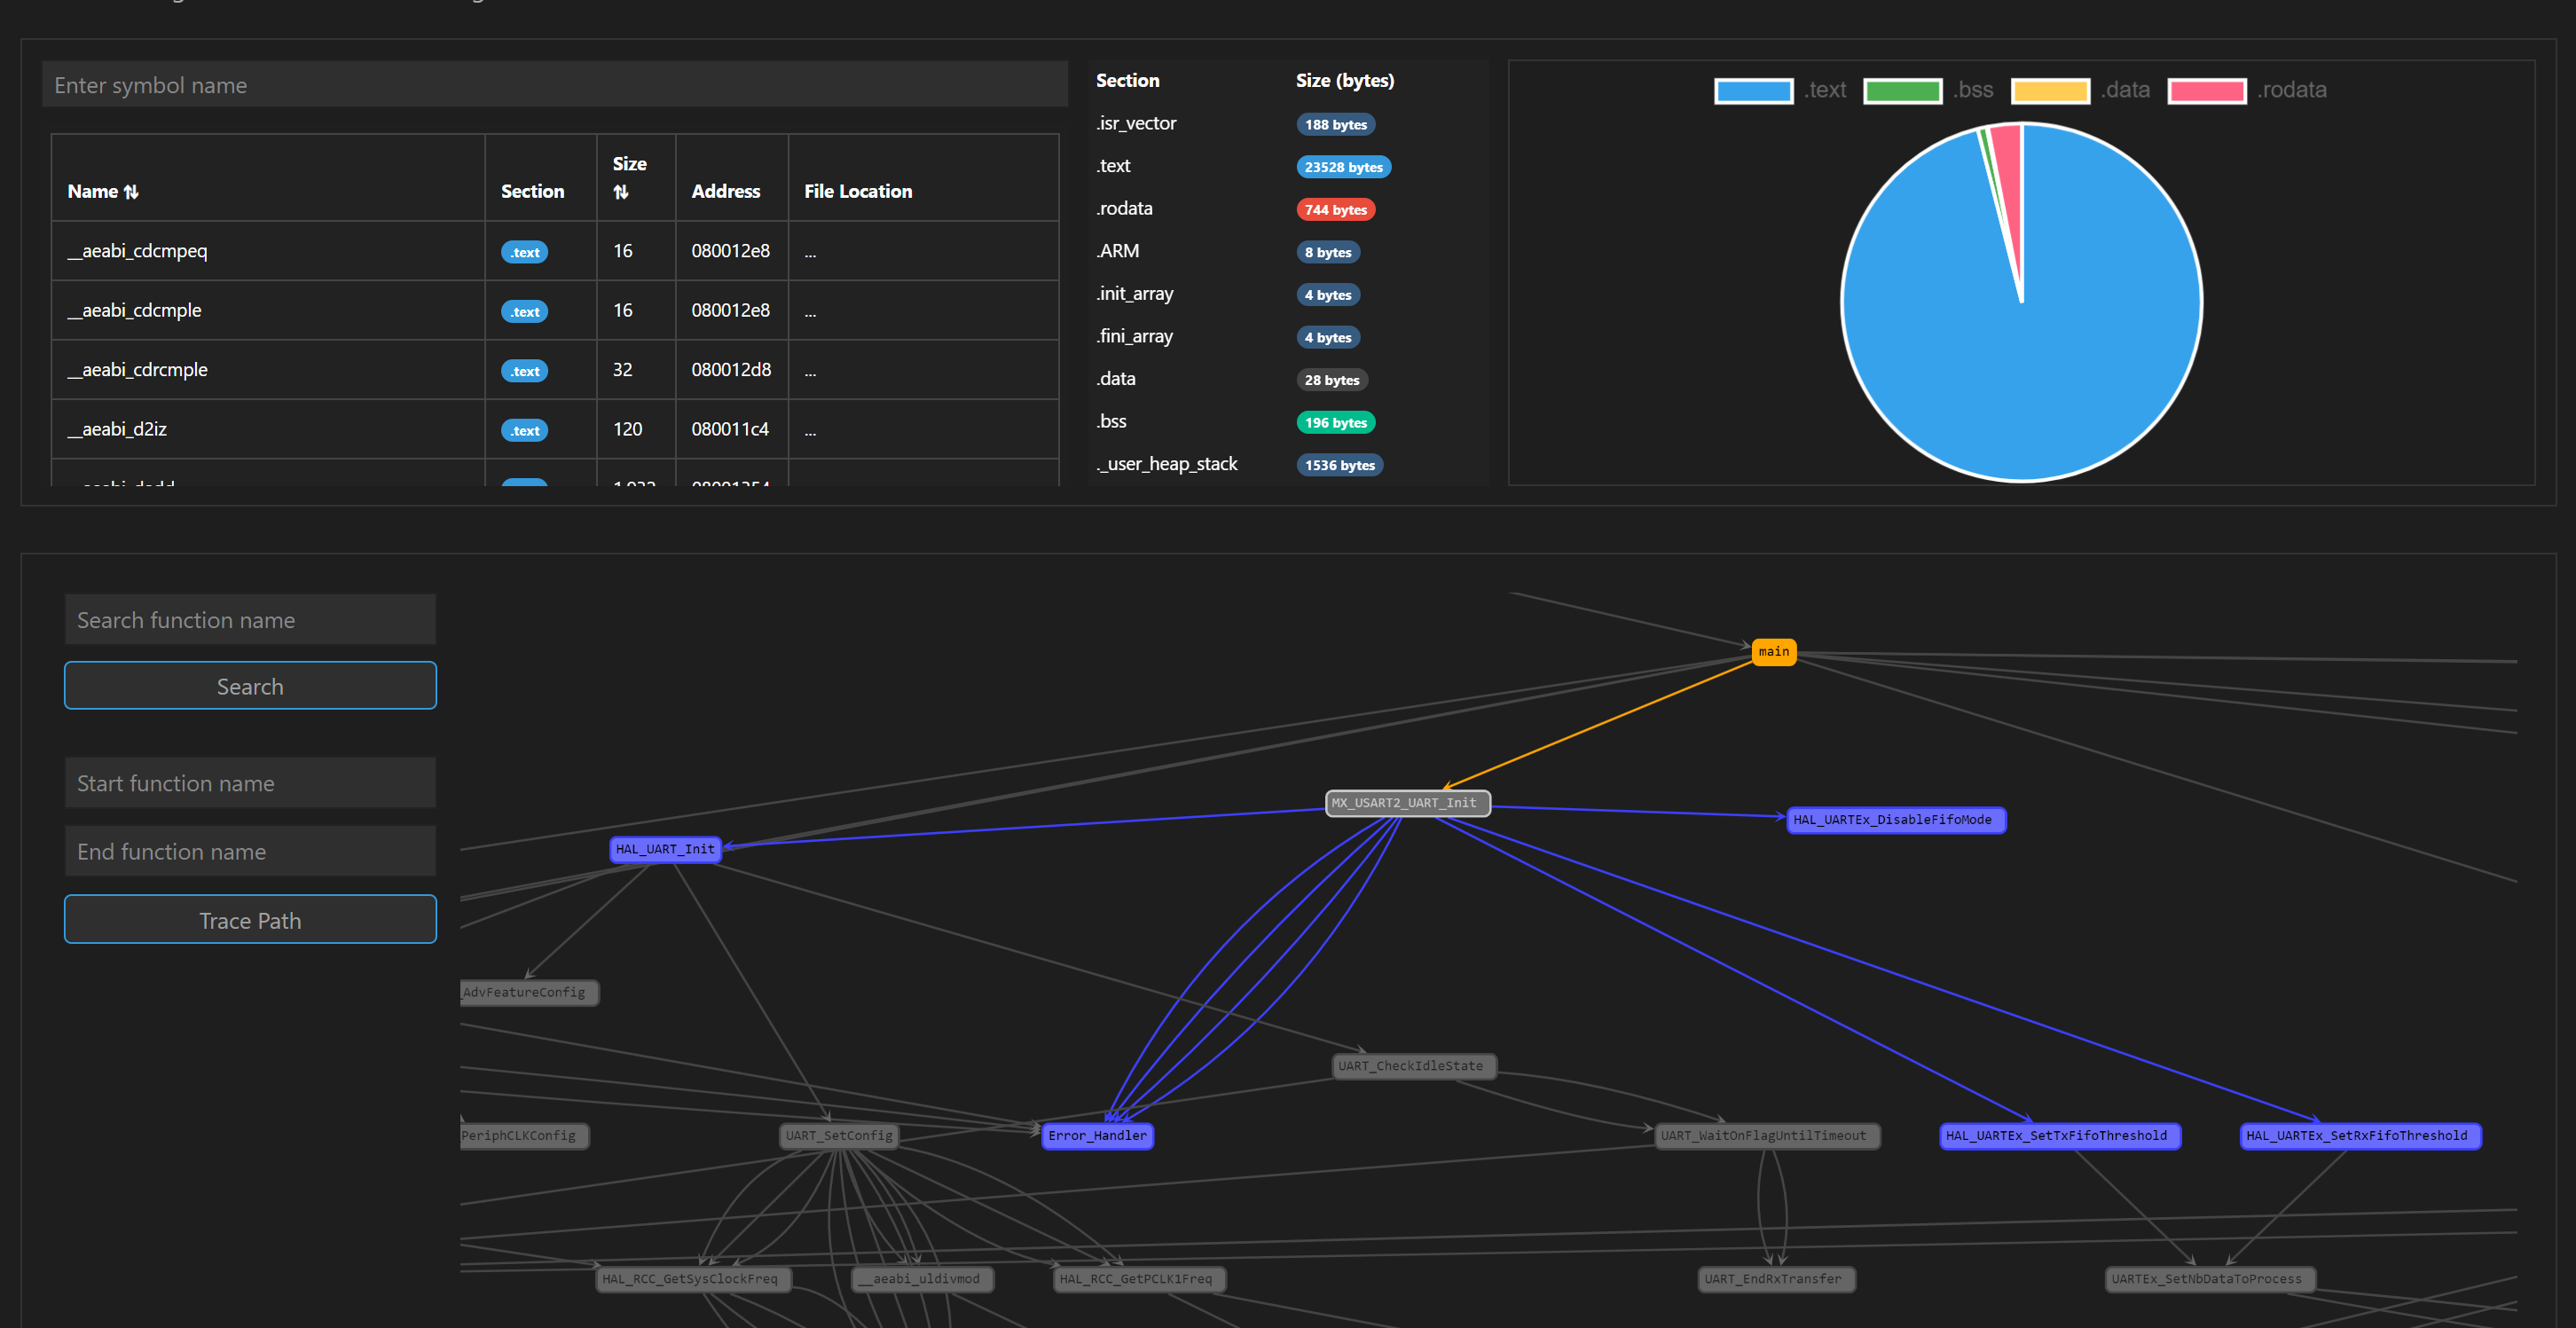 Enter symbol name
Name ⇅ Section Size ⇅ Address File Location
__aeabi_cdcmpeq .text 16 080012e8 ...
__aeabi_cdcmple .text 16 080012e8 ...
__aeabi_cdrcmple .text 32 080012d8 ...
__aeabi_d2iz .text 120 080011c4 ...
Section Size (bytes)
.isr_vector 188 bytes
.text 23528 bytes
.rodata 744 bytes
.ARM 8 bytes
.init_array 4 bytes
.fini_array 4 bytes
.data 28 bytes
.bss 196 bytes
._user_heap_stack 1536 bytes
.text .bss .data .rodata
Search function name
Search
Start function name
End function name
Trace Path
main
MX_USART2_UART_Init
HAL_UARTEx_DisableFifoMode
HAL_UART_Init
_AdvFeatureConfig
UART_CheckIdleState
PeriphCLKConfig
UART_SetConfig
Error_Handler
UART_WaitOnFlagUntilTimeout
HAL_UARTEx_SetTxFifoThreshold
HAL_UARTEx_SetRxFifoThreshold
HAL_RCC_GetSysClockFreq
__aeabi_uldivmod
HAL_RCC_GetPCLK1Freq
UART_EndRxTransfer
UARTEx_SetNbDataToProcess